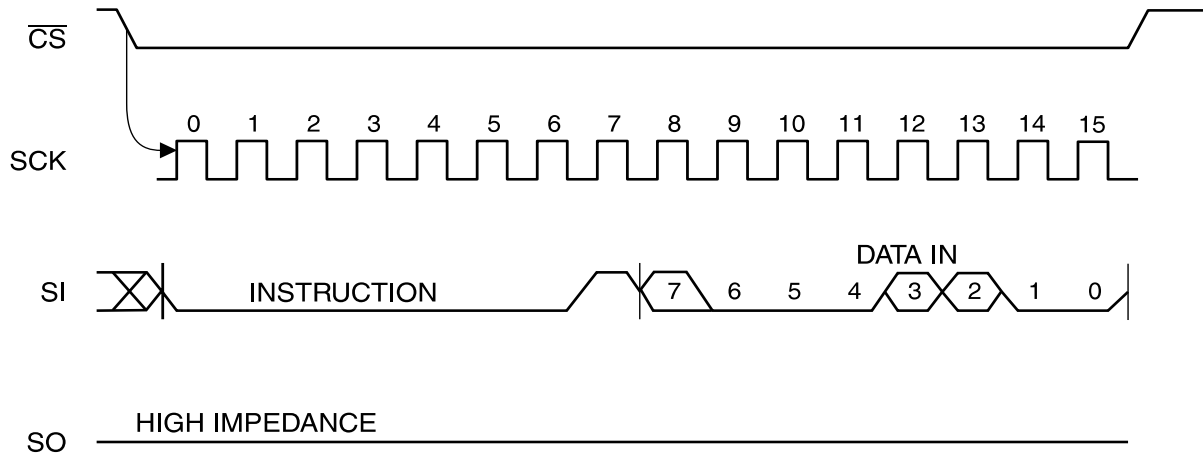 CS
0 1 2 3 4 5 6 7 8 9 10 11 12 13 14 15
SCK
DATA IN
SI INSTRUCTION 7 6 5 4 3 2 1 0
HIGH IMPEDANCE
SO